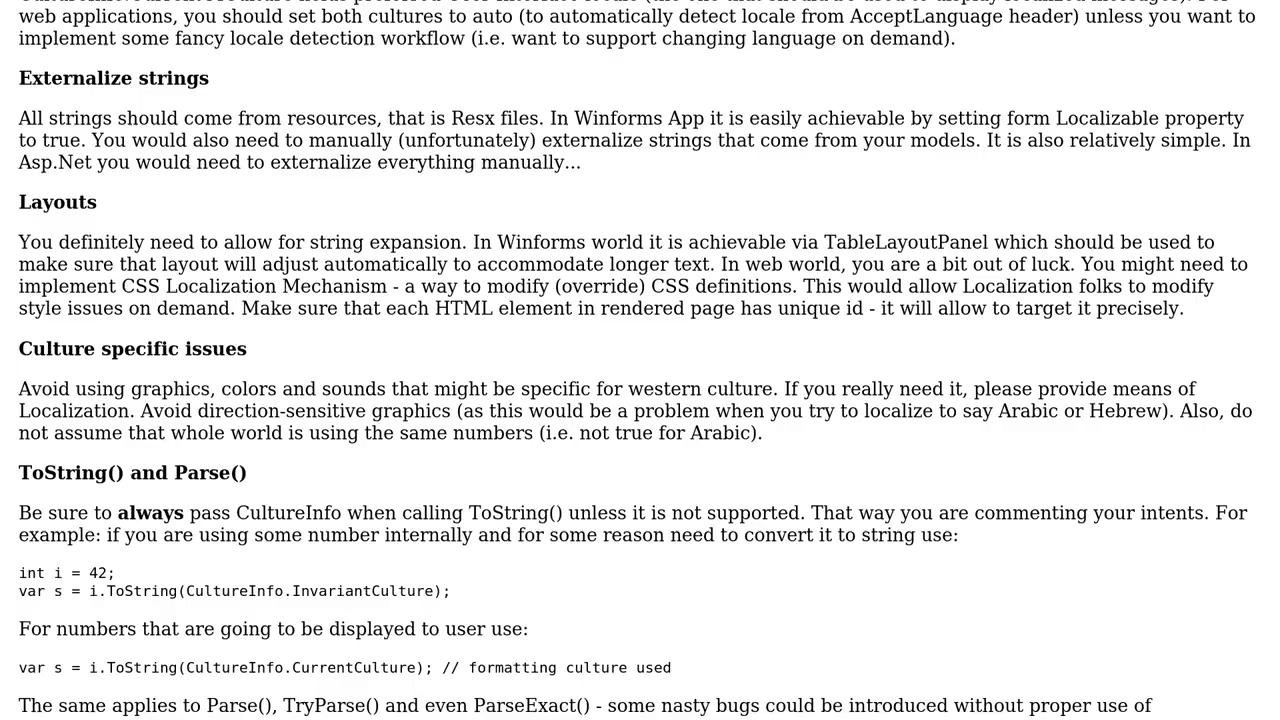 web applications, you should set both cultures to auto (to automatically detect locale from AcceptLanguage header) unless you want to
implement some fancy locale detection workflow (i.e. want to support changing language on demand).
Externalize strings
All strings should come from resources, that is Resx files. In Winforms App it is easily achievable by setting form Localizable property
to true. You would also need to manually (unfortunately) externalize strings that come from your models. It is also relatively simple. In
Asp.Net you would need to externalize everything manually...
Layouts
You definitely need to allow for string expansion. In Winforms world it is achievable via TableLayoutPanel which should be used to
make sure that layout will adjust automatically to accommodate longer text. In web world, you are a bit out of luck. You might need to
implement CSS Localization Mechanism - a way to modify (override) CSS definitions. This would allow Localization folks to modify
style issues on demand. Make sure that each HTML element in rendered page has unique id - it will allow to target it precisely.
Culture specific issues
Avoid using graphics, colors and sounds that might be specific for western culture. If you really need it, please provide means of
Localization. Avoid direction-sensitive graphics (as this would be a problem when you try to localize to say Arabic or Hebrew). Also, do
not assume that whole world is using the same numbers (i.e. not true for Arabic).
ToString() and Parse()
Be sure to always pass CultureInfo when calling ToString() unless it is not supported. That way you are commenting your intents. For
example: if you are using some number internally and for some reason need to convert it to string use:
int i = 42;
var s = i.ToString(CultureInfo.InvariantCulture);
For numbers that are going to be displayed to user use:
var s = i.ToString(CultureInfo.CurrentCulture); // formatting culture used
The same applies to Parse(), TryParse() and even ParseExact() - some nasty bugs could be introduced without proper use of